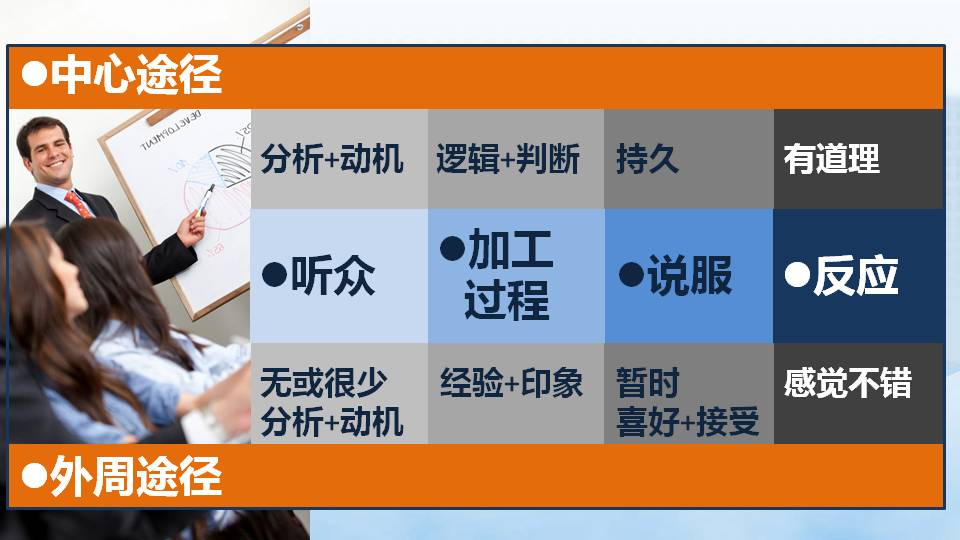 ●中心途径
DEVELOPMENT
分析+动机
逻辑+判断
持久
有道理
●听众
●加工
过程
●说服
●反应
无或很少
分析+动机
经验+印象
暂时
喜好+接受
感觉不错
●外周途径